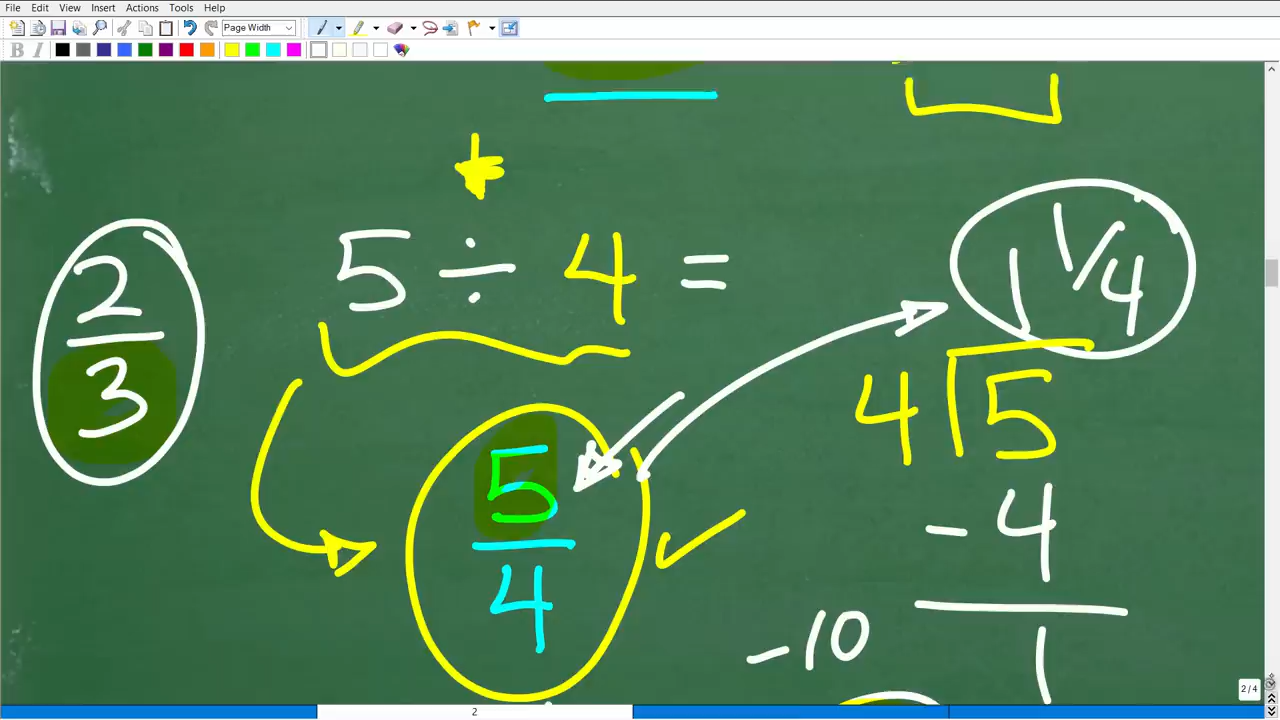 File Edit View Insert Actions Tools Help
Page Width
B I
5 ÷ 4 =
2/3
1 1/4
4 5
5/4
- 4
-10
1
2 / 4
2